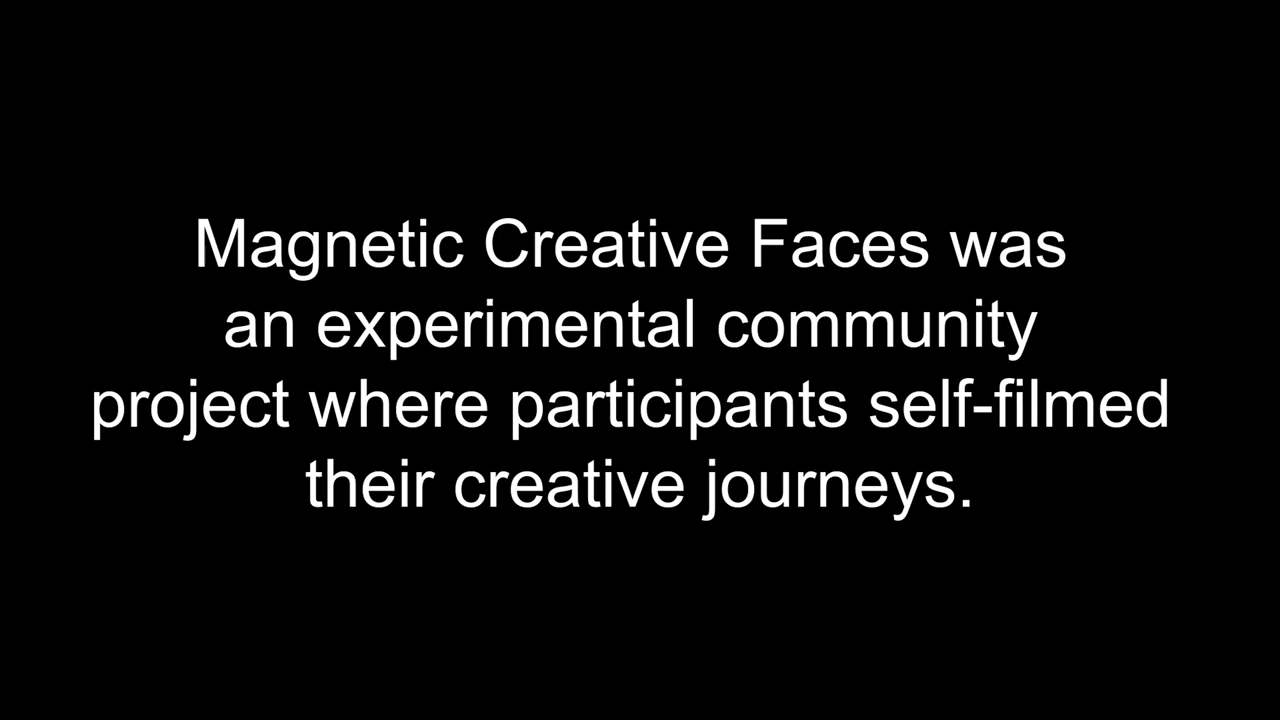 Magnetic Creative Faces was
an experimental community
project where participants self-filmed
their creative journeys.